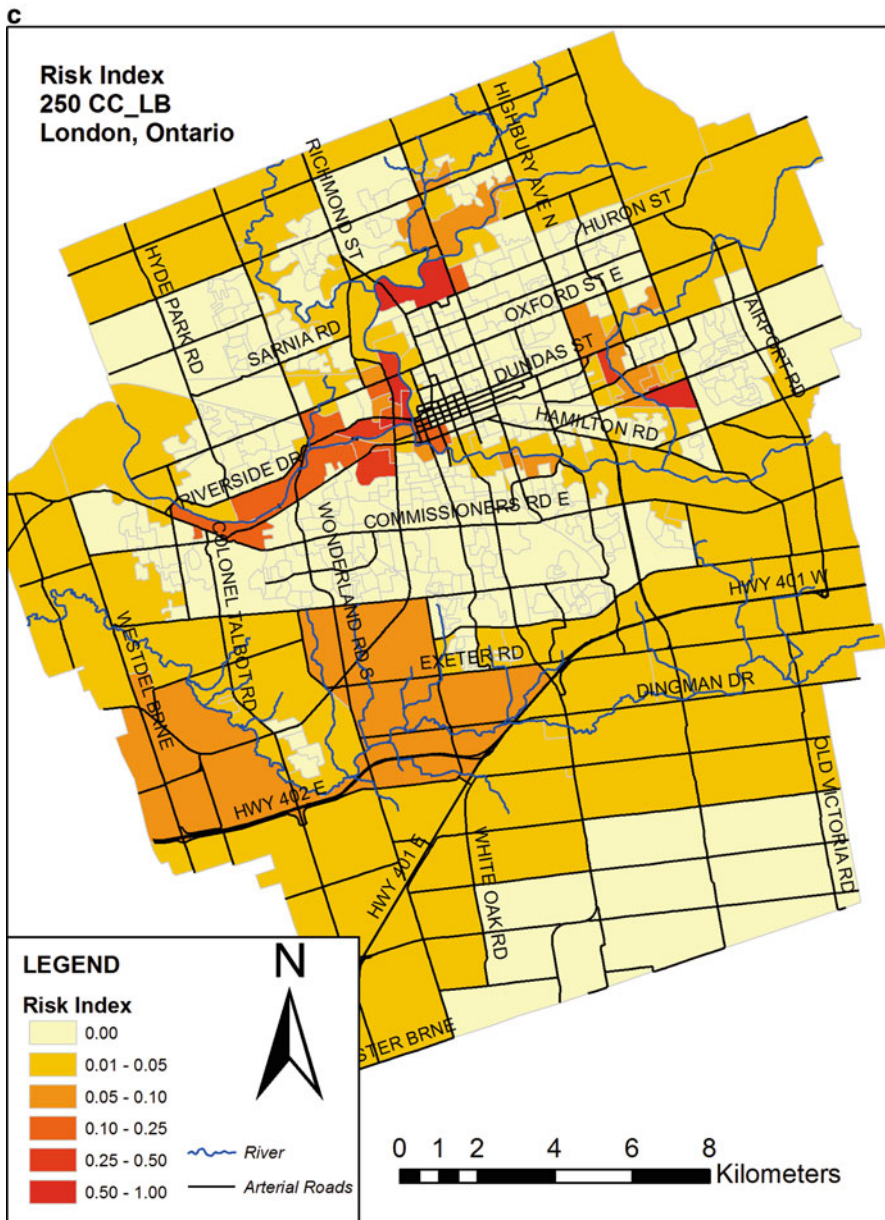 c
Risk Index
250 CC_LB
London, Ontario
RICHMOND ST
HIGHBURY AVE N
HURON ST
HYDE PARK RD
OXFORD ST E
SARNIA RD
AIRPORT RD
DUNDAS ST
HAMILTON RD
RIVERSIDE DR
COMMISSIONERS RD E
COLONEL TALBOT RD
WONDERLAND RD S
HWY 401 W
WESTDEL BRNE
EXETER RD
DINGMAN DR
HWY 402 E
OLD VICTORIA RD
HWY 401 E
WHITE OAK RD
STER BRNE
LEGEND
N
Risk Index
0.00
0.01 - 0.05
0.05 - 0.10
0.10 - 0.25
0.25 - 0.50
0.50 - 1.00
River
Arterial Roads
0 1 2 4 6 8
Kilometers